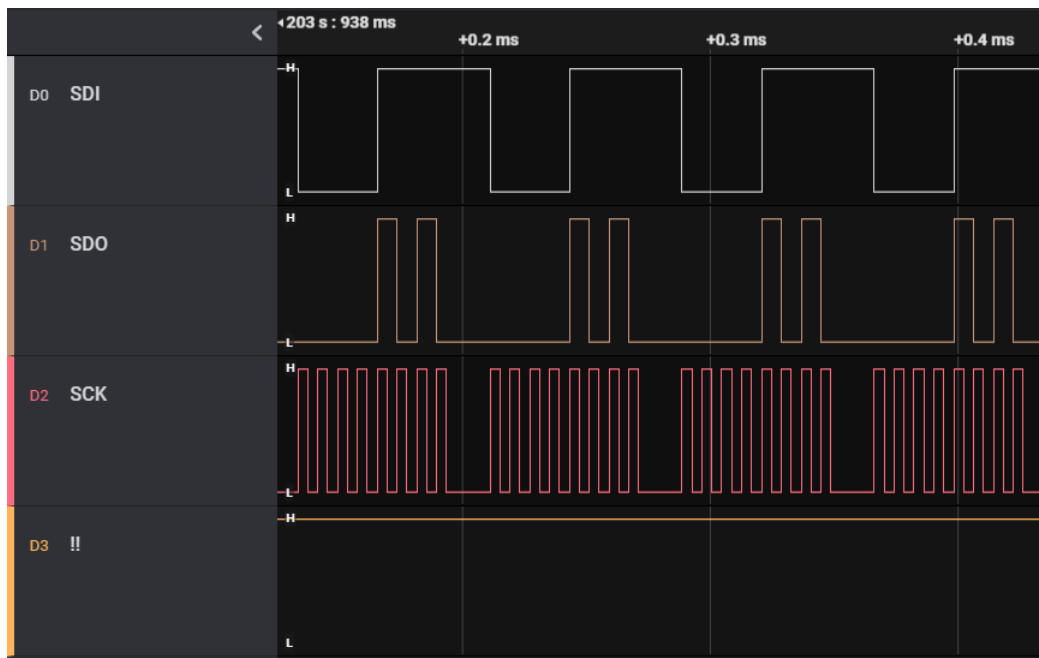 203 s : 938 ms
+0.2 ms +0.3 ms +0.4 ms
H
D0 SDI
L
H
D1 SDO
L
H
D2 SCK
L
H
D3 !!
L